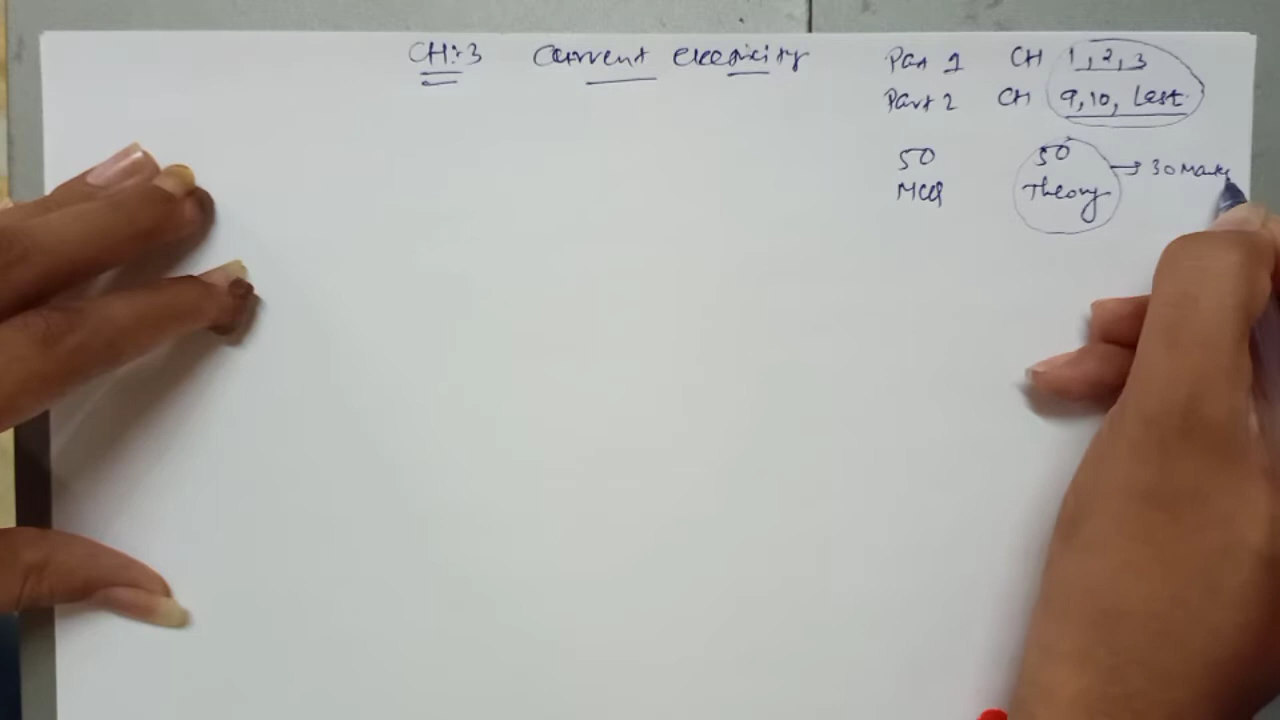 CH:3 Current Electricity
Part 1 CH 1,2,3
Part 2 CH 9,10, Last
50 50 → 30 Marks
MCQ Theory